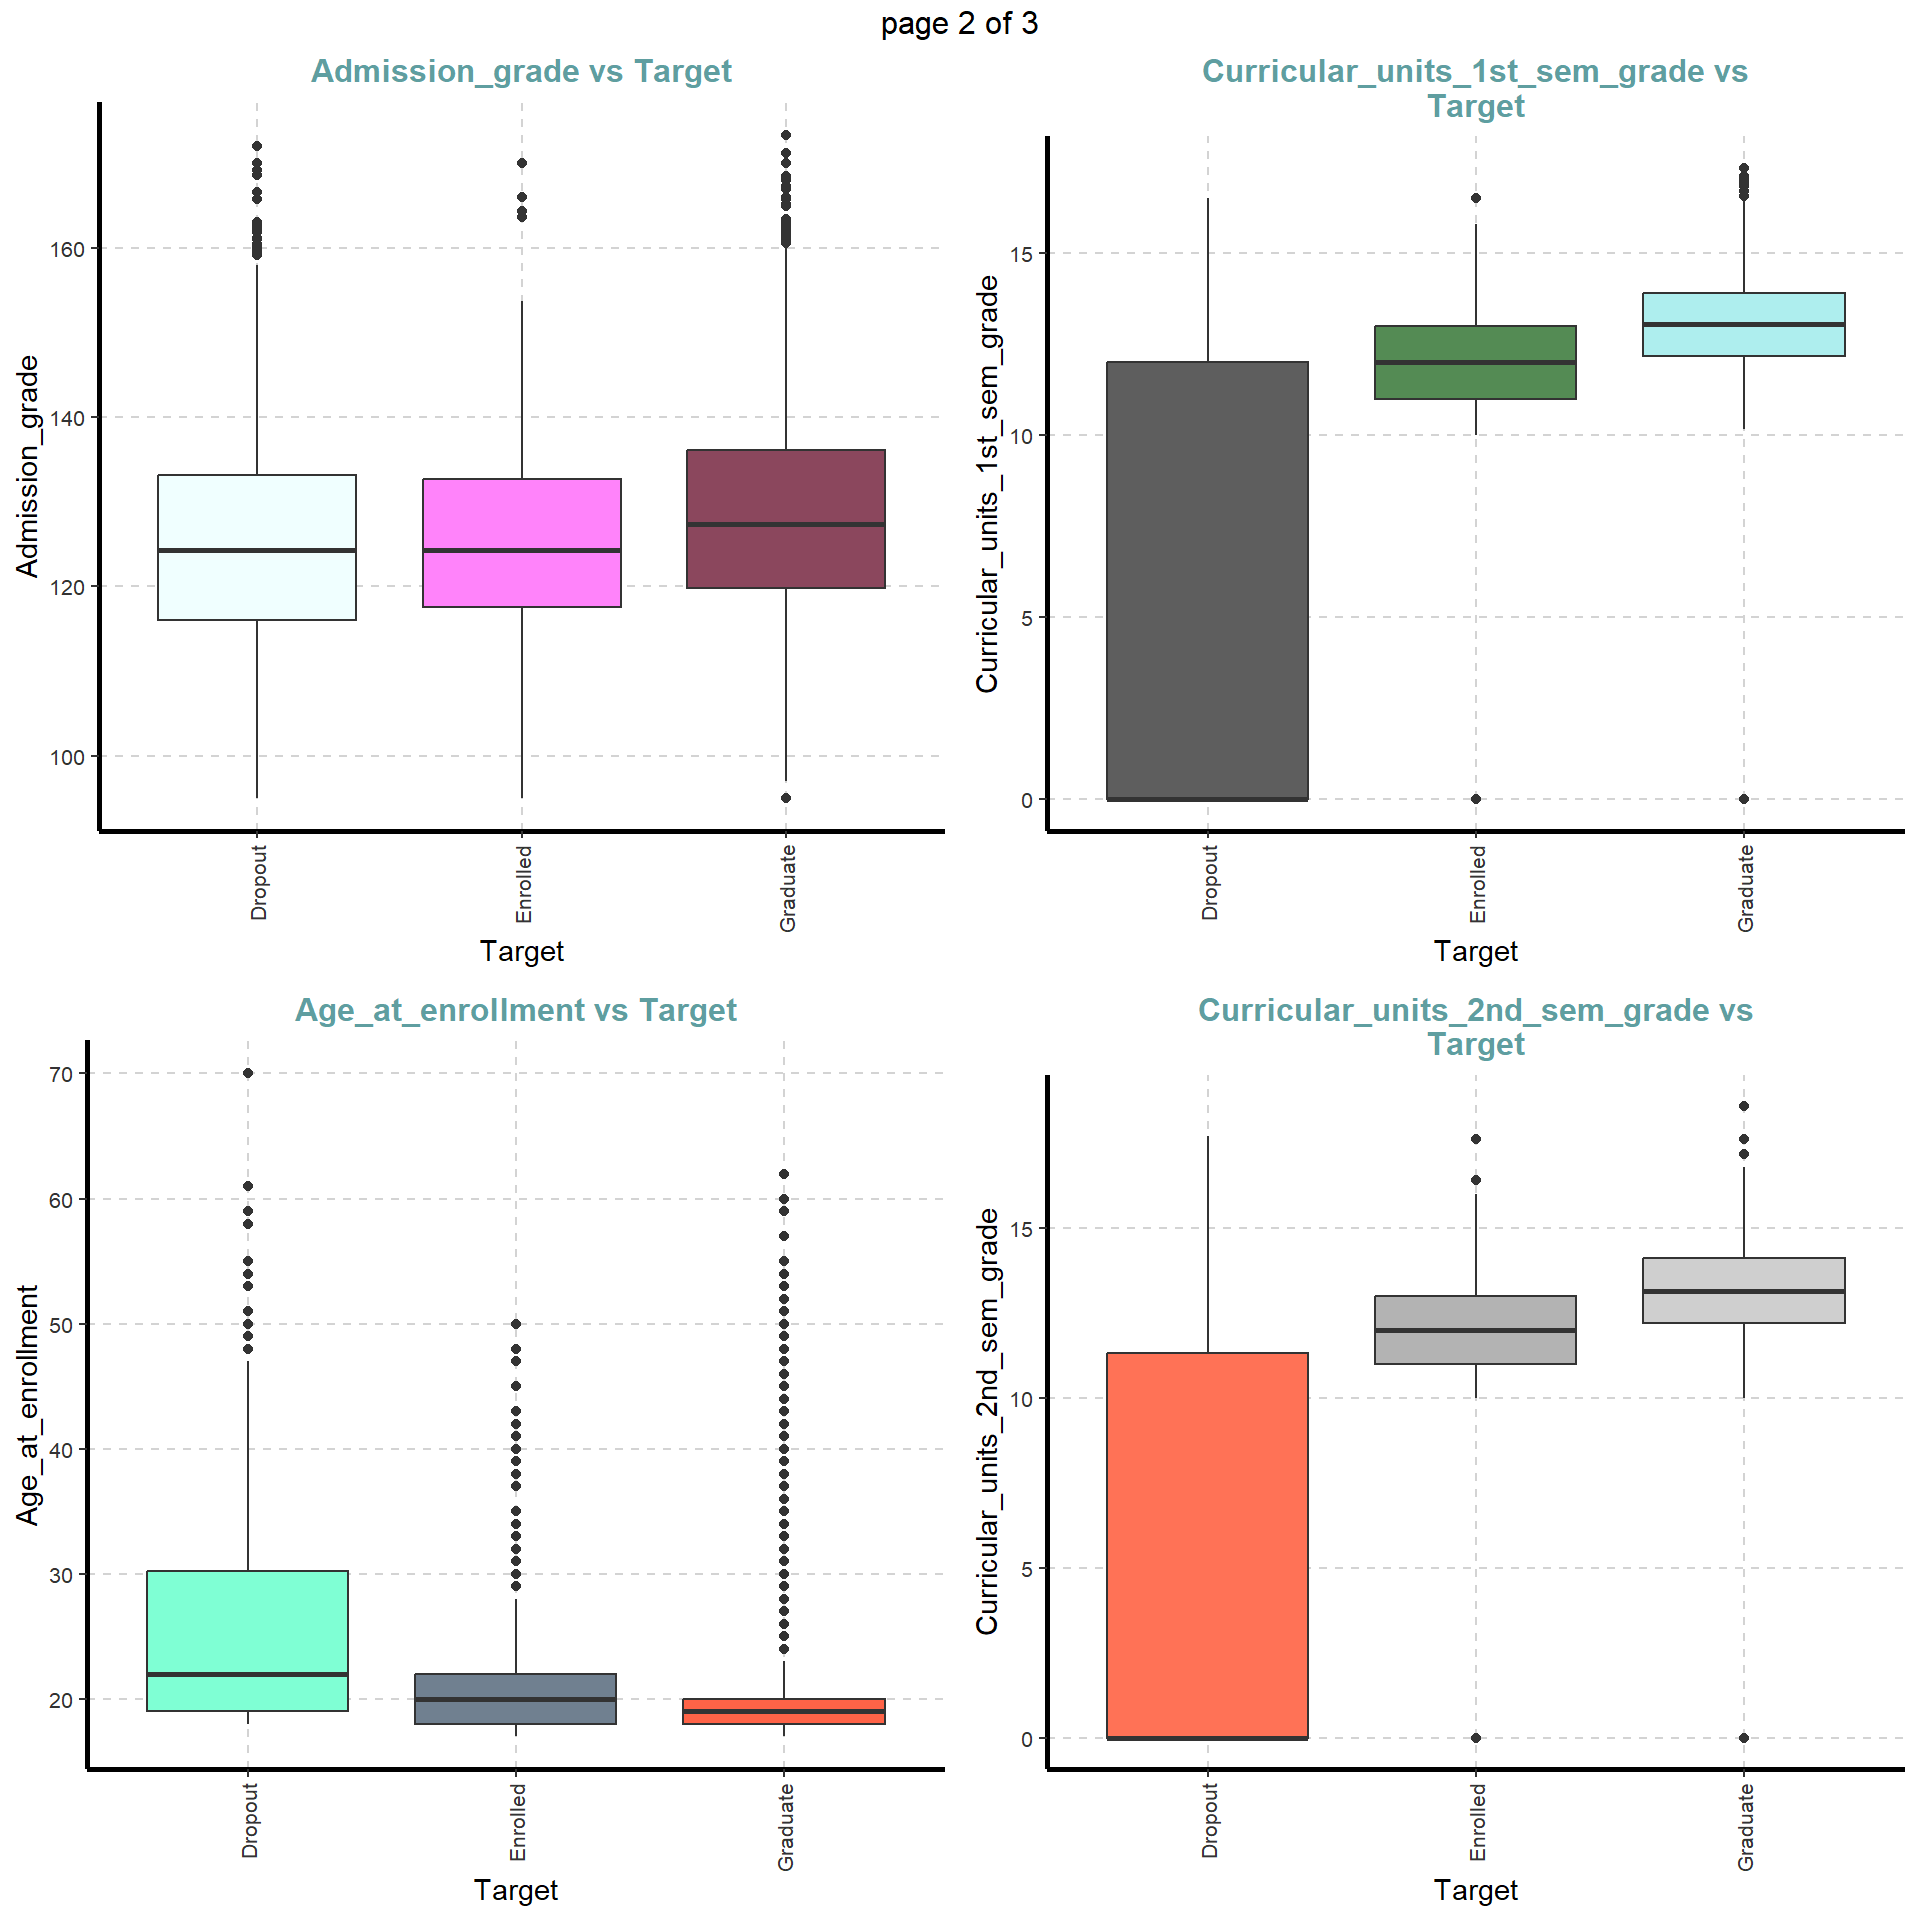 page 2 of 3
Admission_grade vs Target
Admission_grade
160
140
120
100
Dropout
Enrolled
Graduate
Target
Curricular_units_1st_sem_grade vs
Target
Curricular_units_1st_sem_grade
15
10
5
0
Dropout
Enrolled
Graduate
Target
Age_at_enrollment vs Target
Age_at_enrollment
70
60
50
40
30
20
Dropout
Enrolled
Graduate
Target
Curricular_units_2nd_sem_grade vs
Target
Curricular_units_2nd_sem_grade
15
10
5
0
Dropout
Enrolled
Graduate
Target